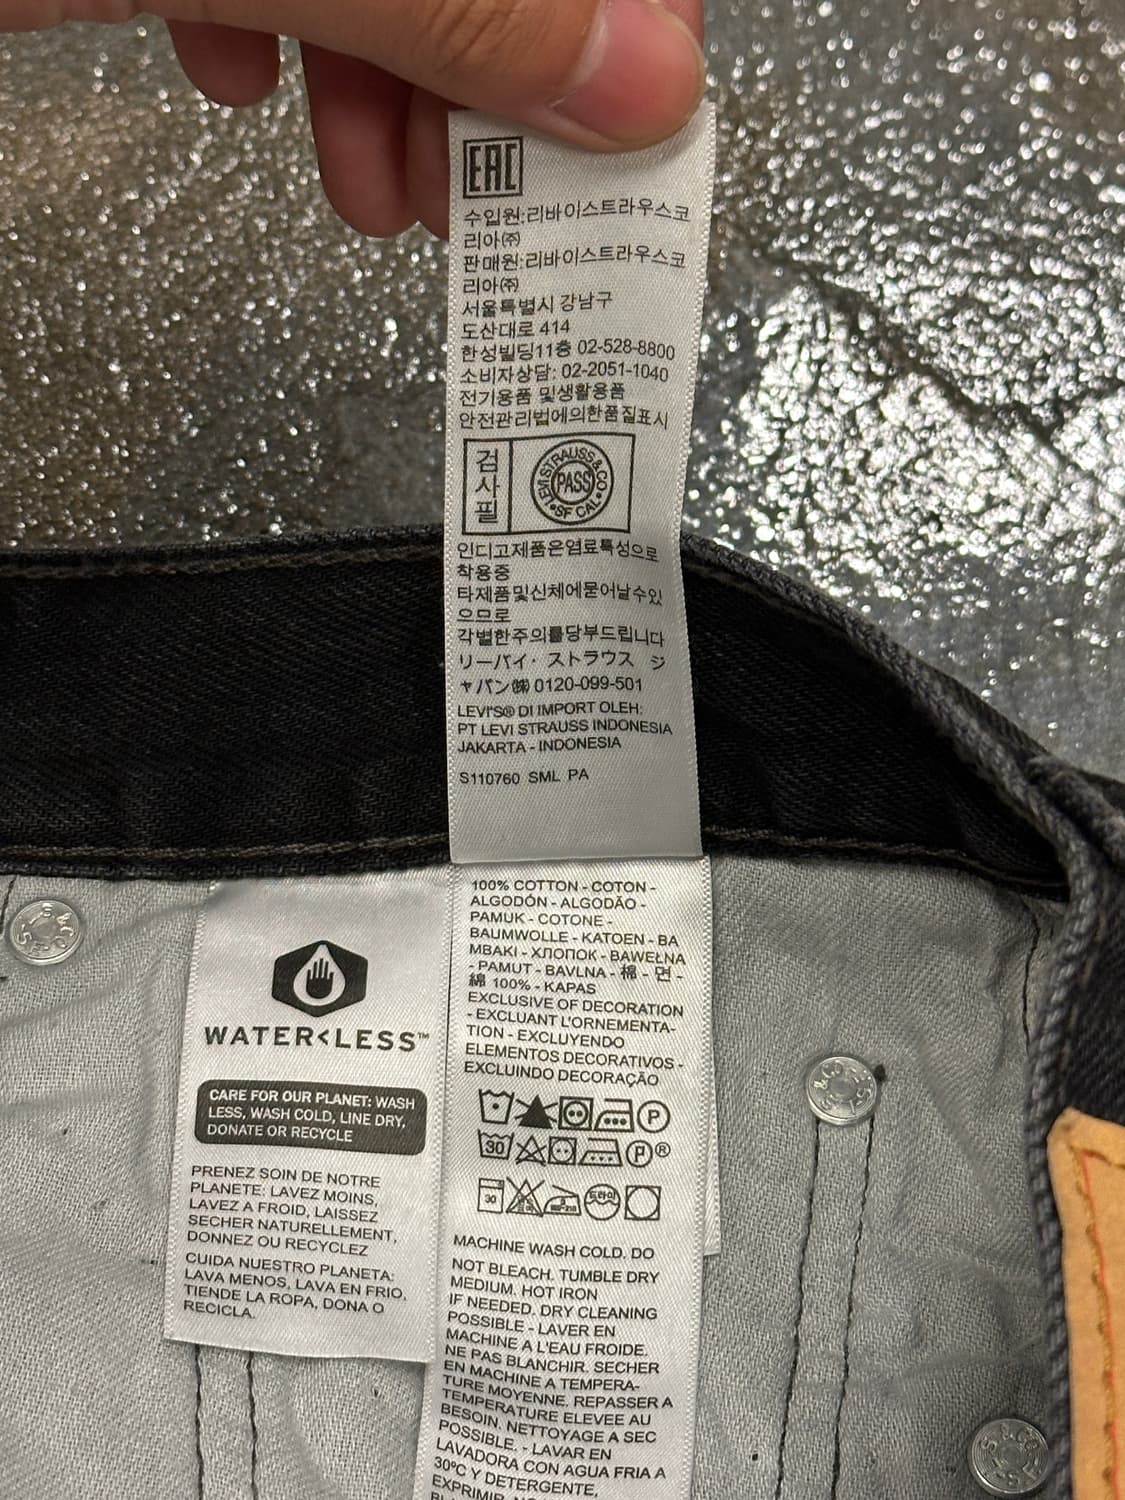 EAC
수입원:리바이스트라우스코
리아㈜
판매원:리바이스트라우스코
리아㈜
서울특별시 강남구
도산대로 414
한성빌딩11층 02-528-8800
소비자상담: 02-2051-1040
전기용품 및생활용품
안전관리법에의한품질표시
검사필
LEVI STRAUSS & CO
PASS
SF CAL
인디고제품은염료특성으로
착용중
타제품및신체에묻어날수있
으므로
각별한주의를당부드립니다
リーバイ・ストラウス ジ
ャパン㈱ 0120-099-501
LEVI'S® DI IMPORT OLEH:
PT LEVI STRAUSS INDONESIA
JAKARTA - INDONESIA
S110760 SML PA
WATER<LESS™
CARE FOR OUR PLANET: WASH
LESS, WASH COLD, LINE DRY,
DONATE OR RECYCLE
PRENEZ SOIN DE NOTRE
PLANETE: LAVEZ MOINS,
LAVEZ A FROID, LAISSEZ
SECHER NATURELLEMENT,
DONNEZ OU RECYCLEZ
CUIDA NUESTRO PLANETA:
LAVA MENOS, LAVA EN FRIO,
TIENDE LA ROPA, DONA O
RECICLA.
100% COTTON - COTON -
ALGODÓN - ALGODÃO -
PAMUK - COTONE -
BAUMWOLLE - KATOEN - BA
MBAKI - ХЛОПОК - BAWEŁNA
- PAMUT - BAVLNA - 棉 - 면 -
綿 100% - KAPAS
EXCLUSIVE OF DECORATION
- EXCLUANT L'ORNEMENTA-
TION - EXCLUYENDO
ELEMENTOS DECORATIVOS -
EXCLUINDO DECORAÇÃO
P
30 P ®
30 드라이
MACHINE WASH COLD. DO
NOT BLEACH. TUMBLE DRY
MEDIUM. HOT IRON
IF NEEDED. DRY CLEANING
POSSIBLE - LAVER EN
MACHINE A L'EAU FROIDE.
NE PAS BLANCHIR. SECHER
EN MACHINE A TEMPERA-
TURE MOYENNE. REPASSER A
TEMPERATURE ELEVEE AU
BESOIN. NETTOYAGE A SEC
POSSIBLE. - LAVAR EN
LAVADORA CON AGUA FRIA A
30ºC Y DETERGENTE,
EXPRIMIR.